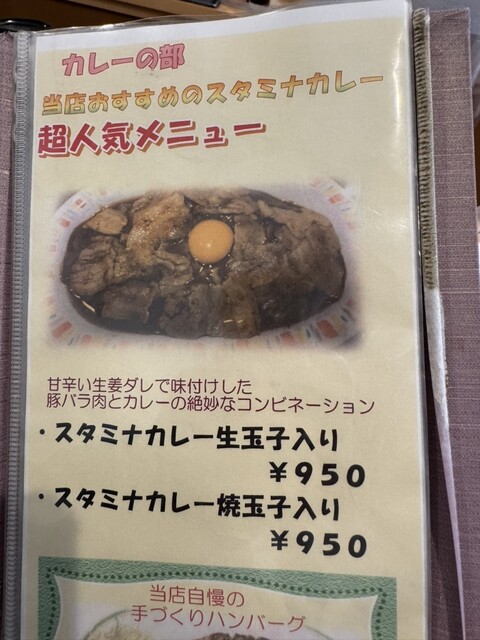 カレーの部
当店おすすめのスタミナカレー
超人気メニュー
甘辛い生姜ダレで味付けした
豚バラ肉とカレーの絶妙なコンビネーション
・スタミナカレー生玉子入り
￥950
・スタミナカレー焼玉子入り
￥950
当店自慢の
手づくりハンバーグ